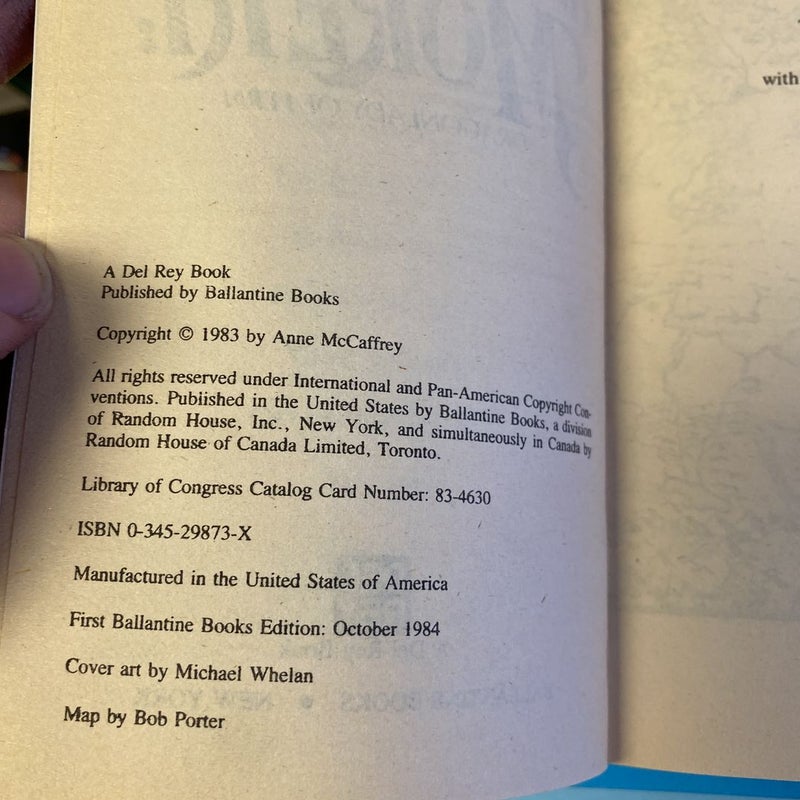 with
A Del Rey Book
Published by Ballantine Books
Copyright © 1983 by Anne McCaffrey
All rights reserved under International and Pan-American Copyright Con-
ventions. Published in the United States by Ballantine Books, a division
of Random House, Inc., New York, and simultaneously in Canada by
Random House of Canada Limited, Toronto.
Library of Congress Catalog Card Number: 83-4630
ISBN 0-345-29873-X
Manufactured in the United States of America
First Ballantine Books Edition: October 1984
Cover art by Michael Whelan
Map by Bob Porter